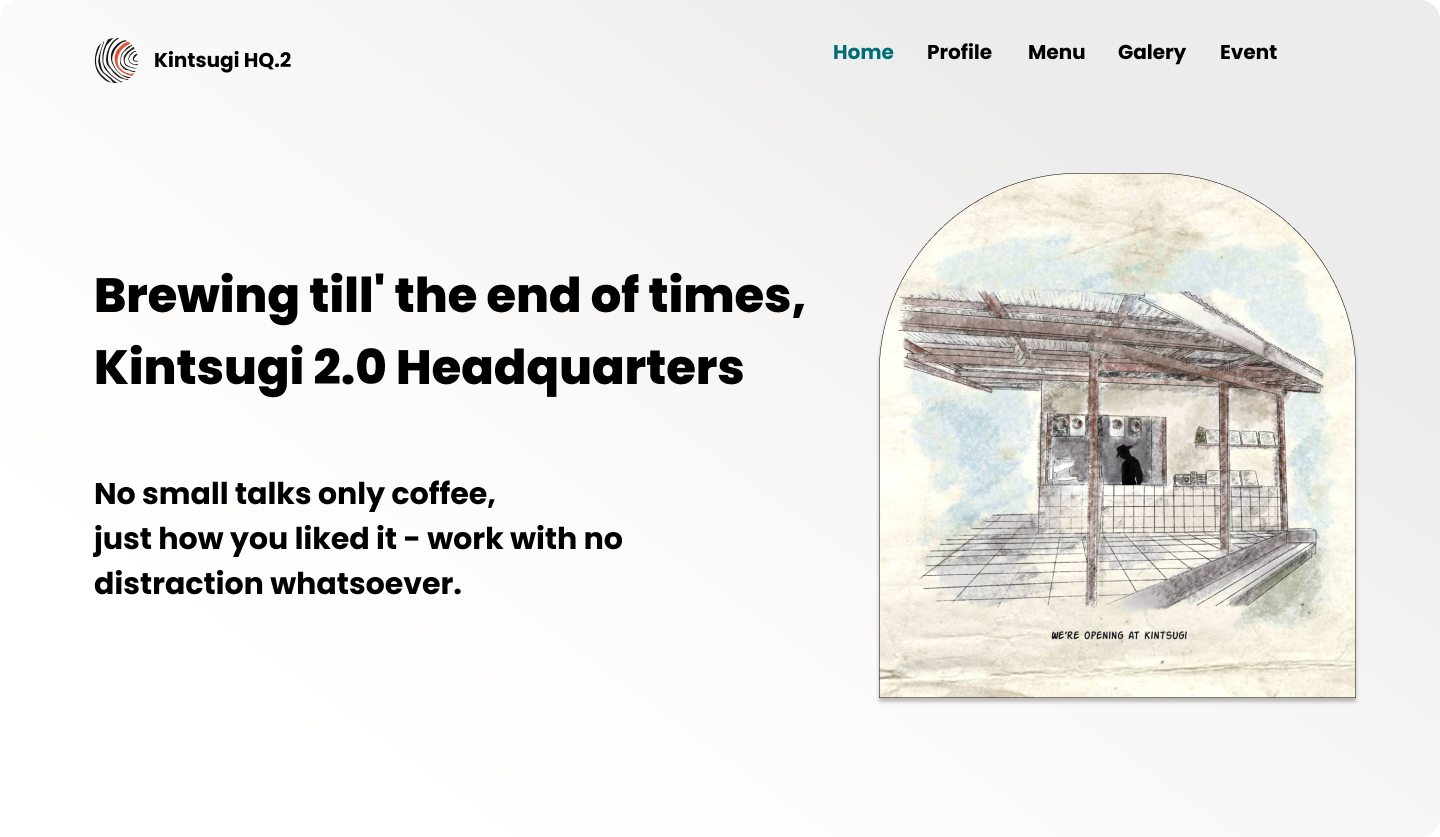 Kintsugi HQ.2
Home Profile Menu Galery Event
Brewing till' the end of times,
Kintsugi 2.0 Headquarters
No small talks only coffee,
just how you liked it - work with no
distraction whatsoever.
WE'RE OPENING AT KINTSUGI